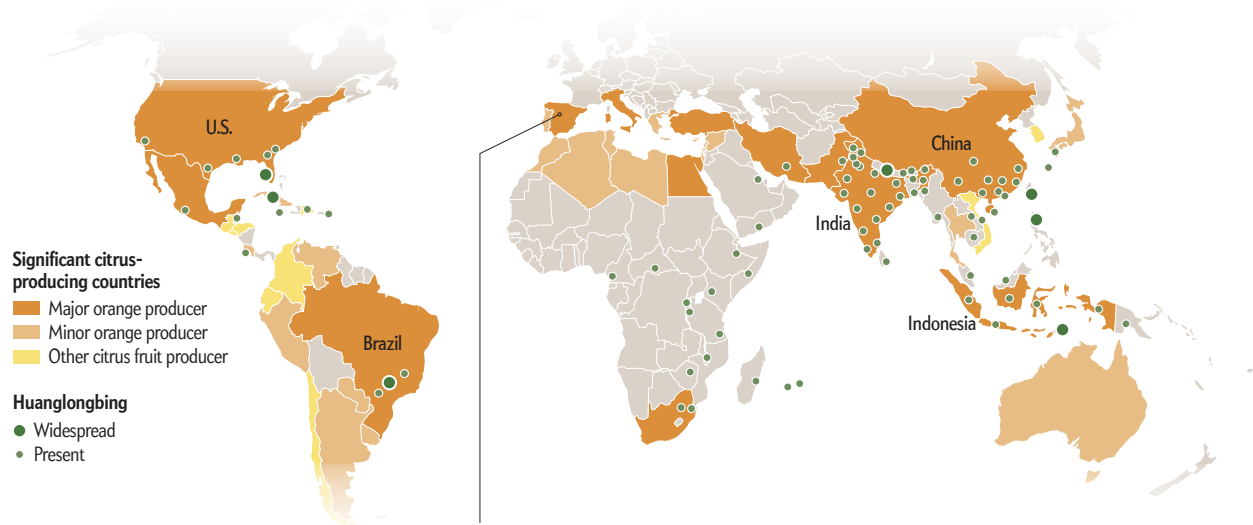 U.S.
China
India
Significant citrus-
producing countries
Major orange producer
Minor orange producer
Other citrus fruit producer
Indonesia
Brazil
Huanglongbing
Widespread
Present